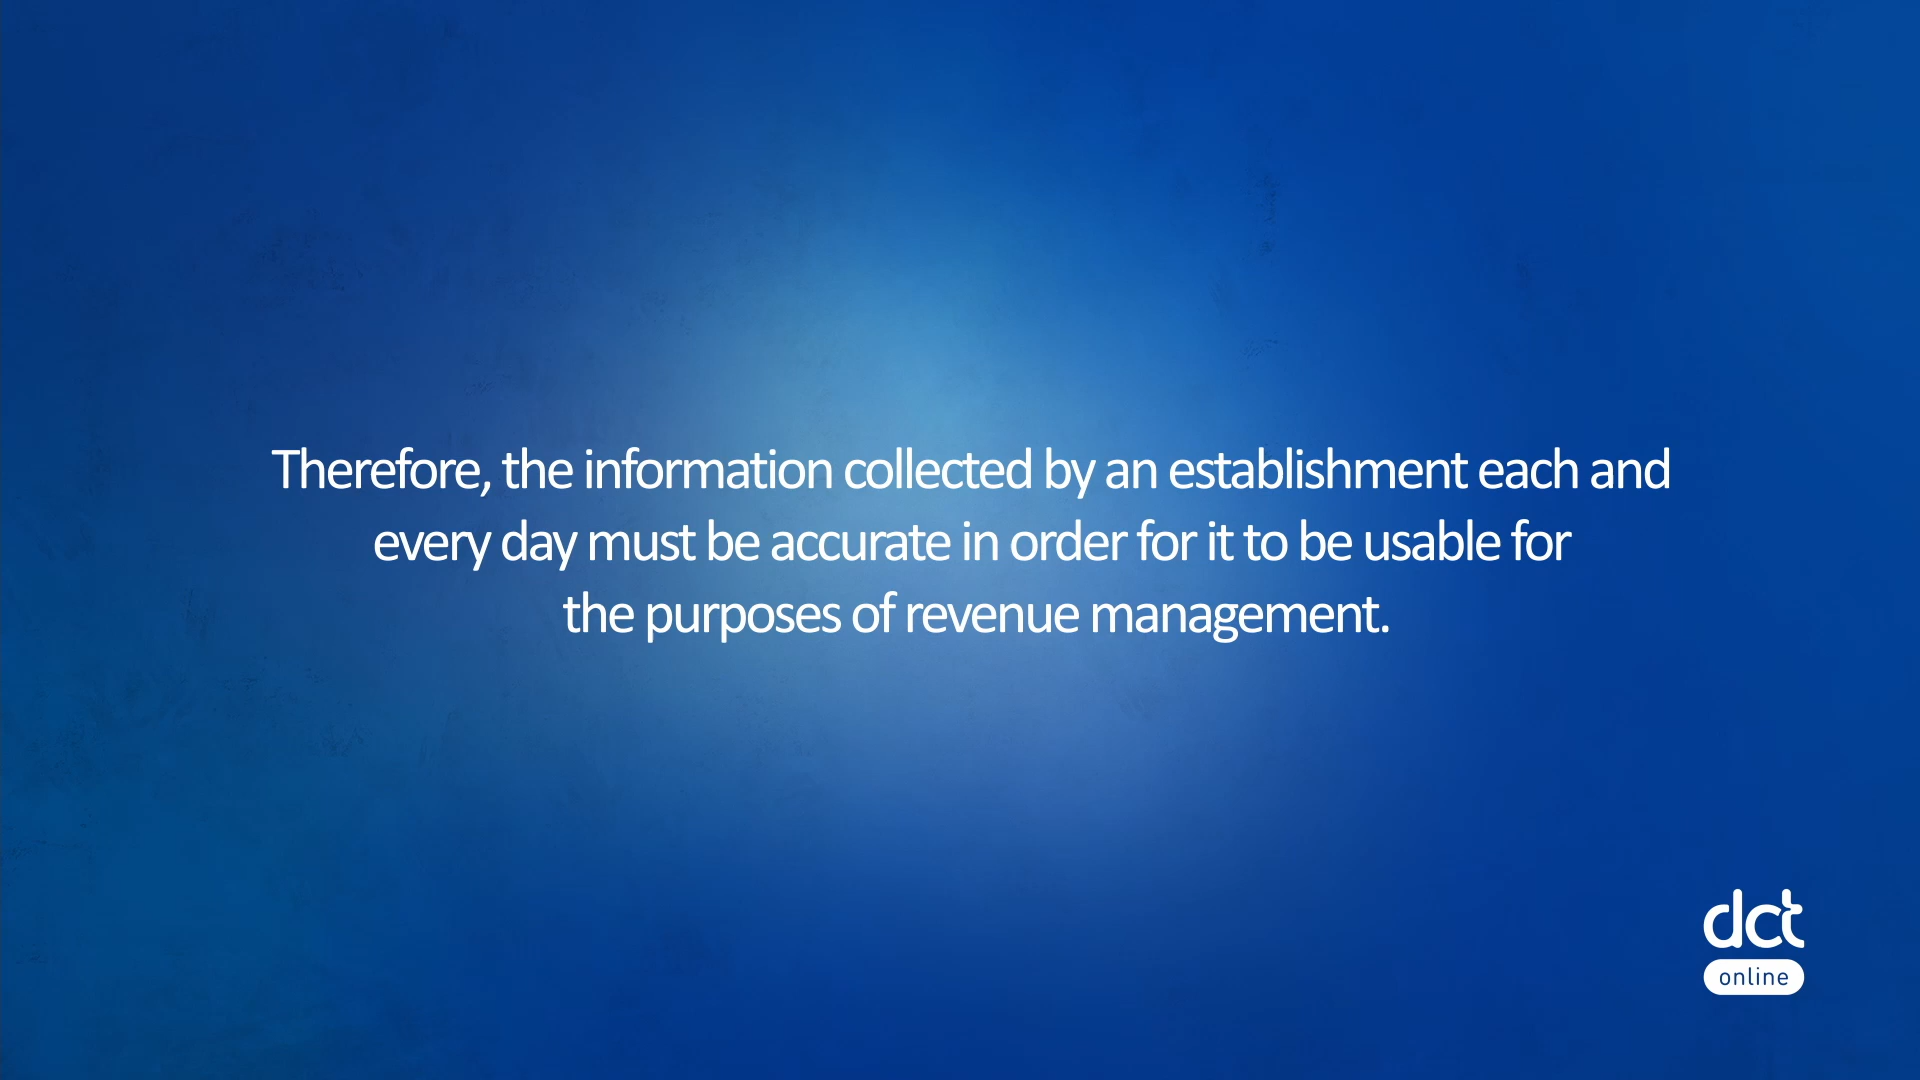 Therefore, the information collected by an establishment each and
every day must be accurate in order for it to be usable for
the purposes of revenue management.
dct
online